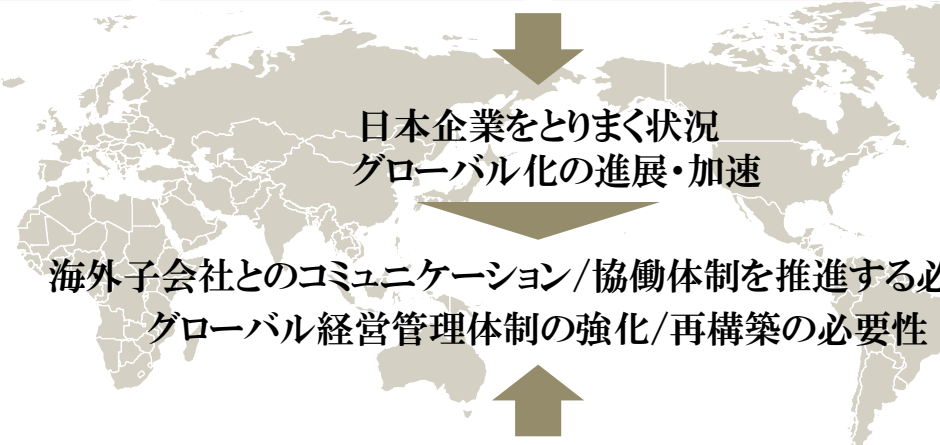 日本企業をとりまく状況
グローバル化の進展・加速
海外子会社とのコミュニケーション/協働体制を推進する必
グローバル経営管理体制の強化/再構築の必要性